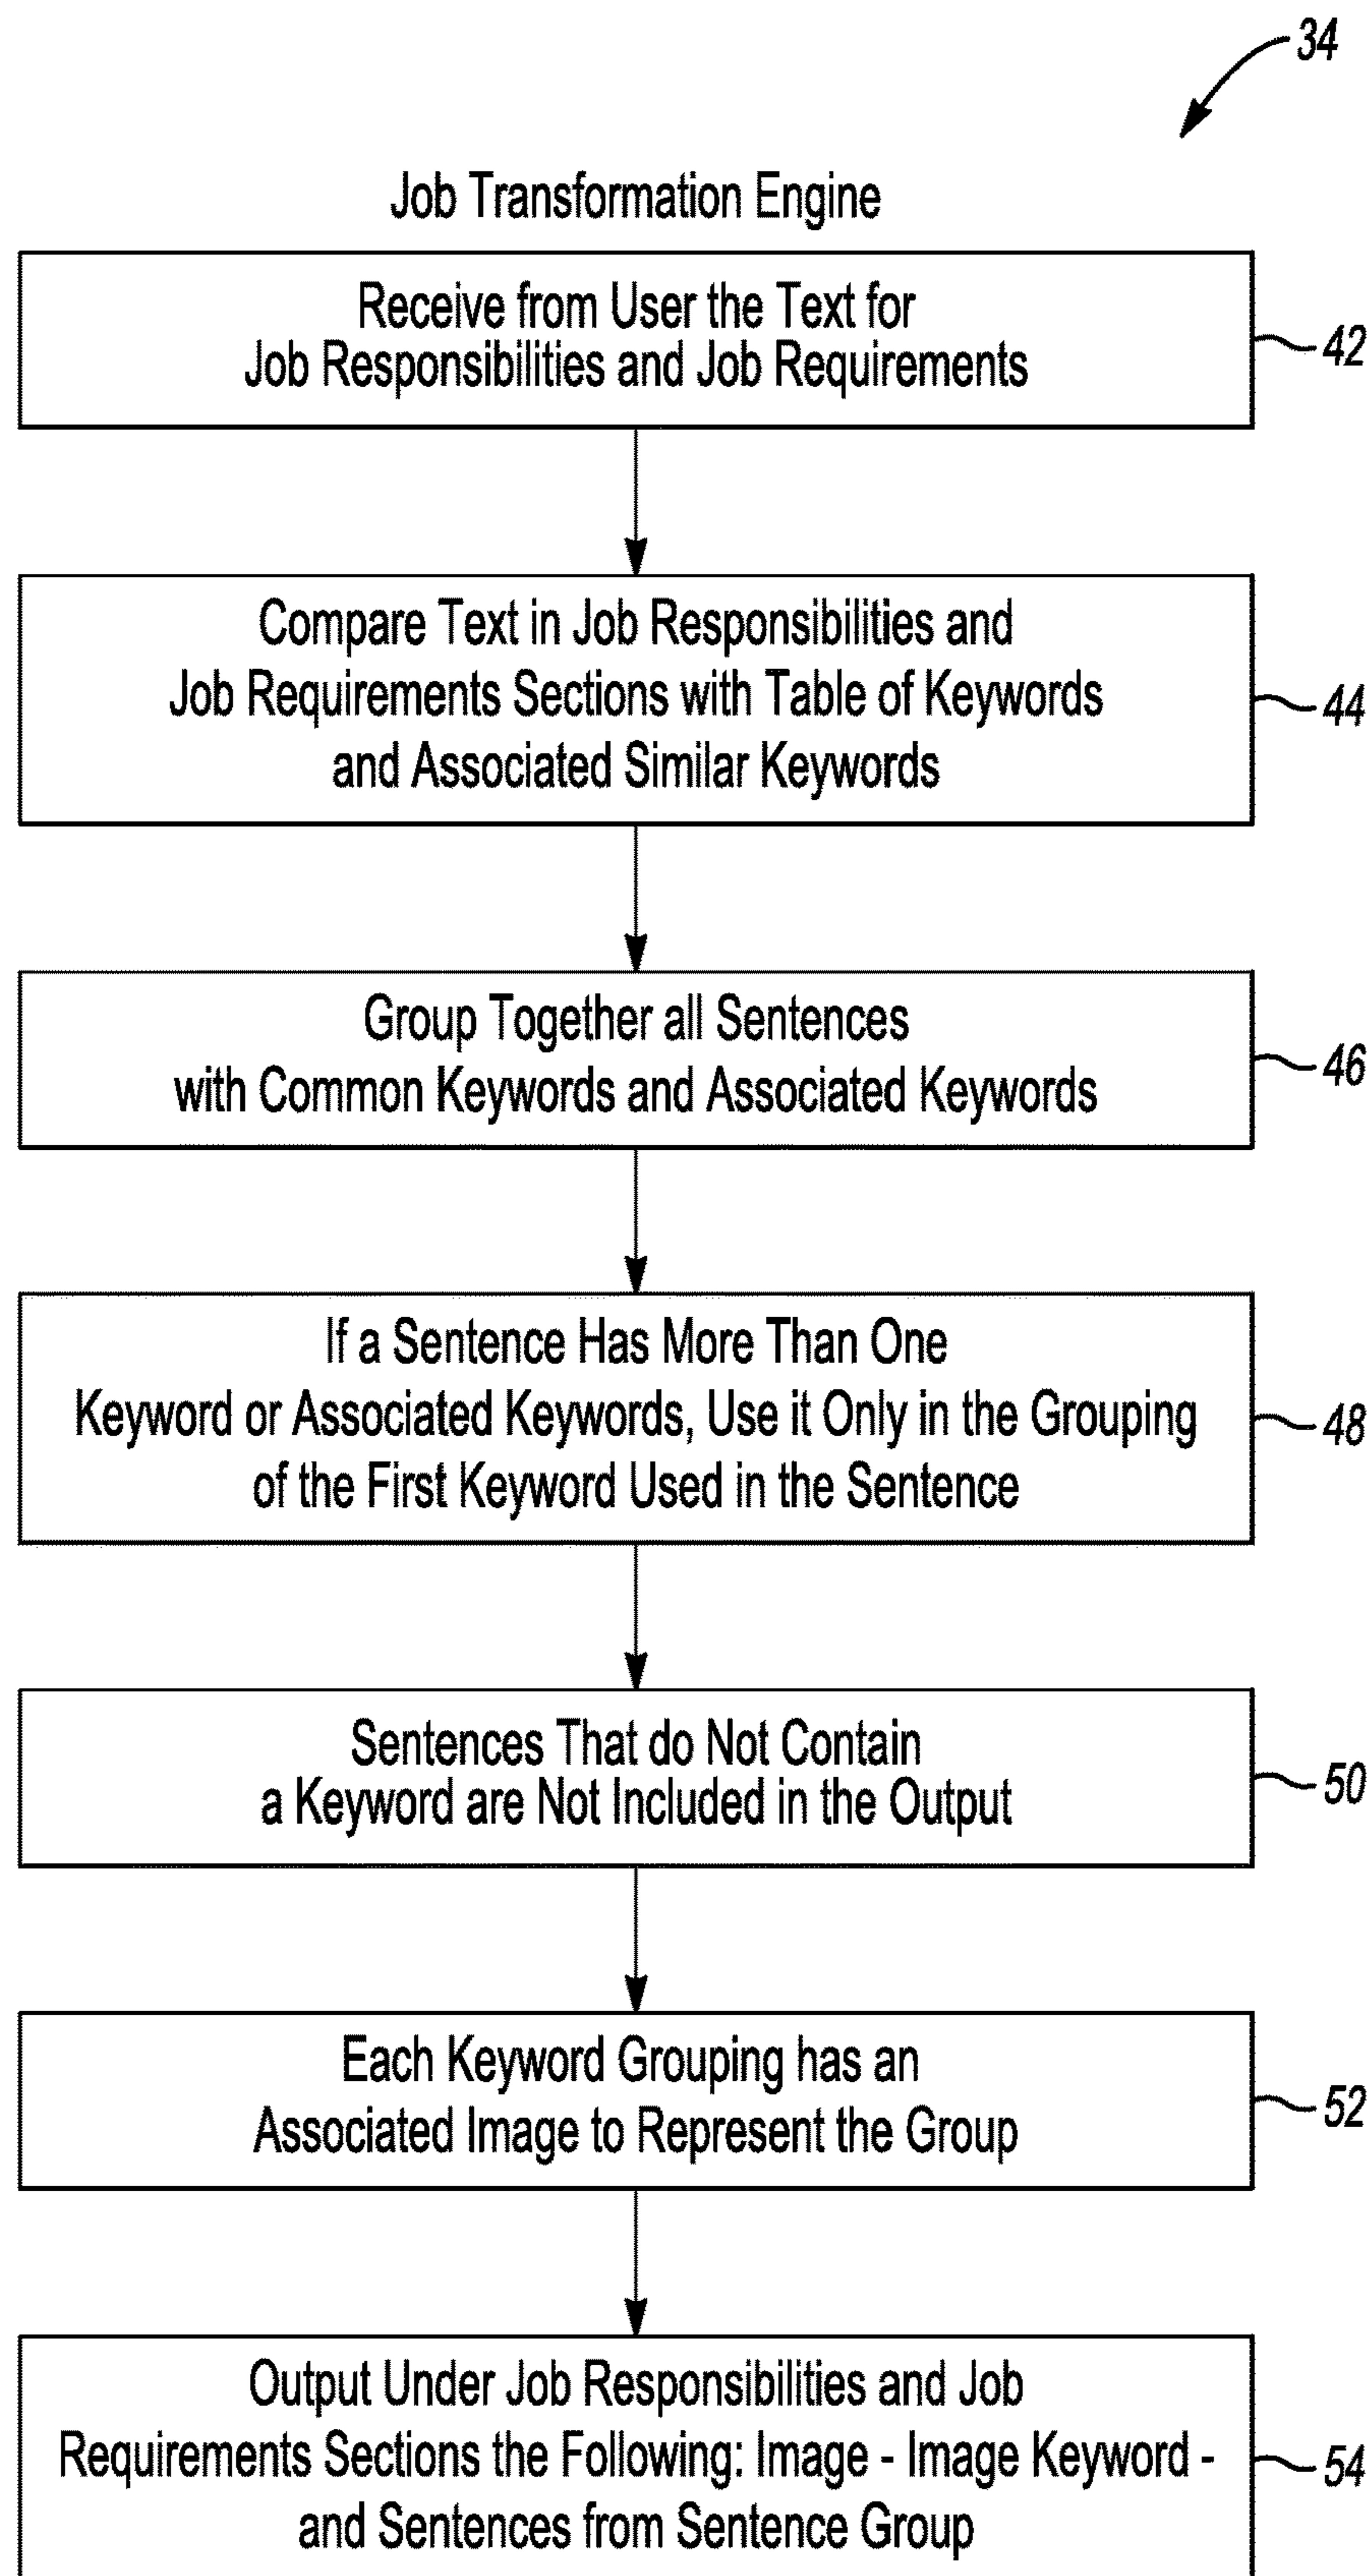 34
Job Transformation Engine
Receive from User the Text for
Job Responsibilities and Job Requirements
42
Compare Text in Job Responsibilities and
Job Requirements Sections with Table of Keywords
and Associated Similar Keywords
44
Group Together all Sentences
with Common Keywords and Associated Keywords
46
If a Sentence Has More Than One
Keyword or Associated Keywords, Use it Only in the Grouping
of the First Keyword Used in the Sentence
48
Sentences That do Not Contain
a Keyword are Not Included in the Output
50
Each Keyword Grouping has an
Associated Image to Represent the Group
52
Output Under Job Responsibilities and Job
Requirements Sections the Following: Image - Image Keyword -
and Sentences from Sentence Group
54